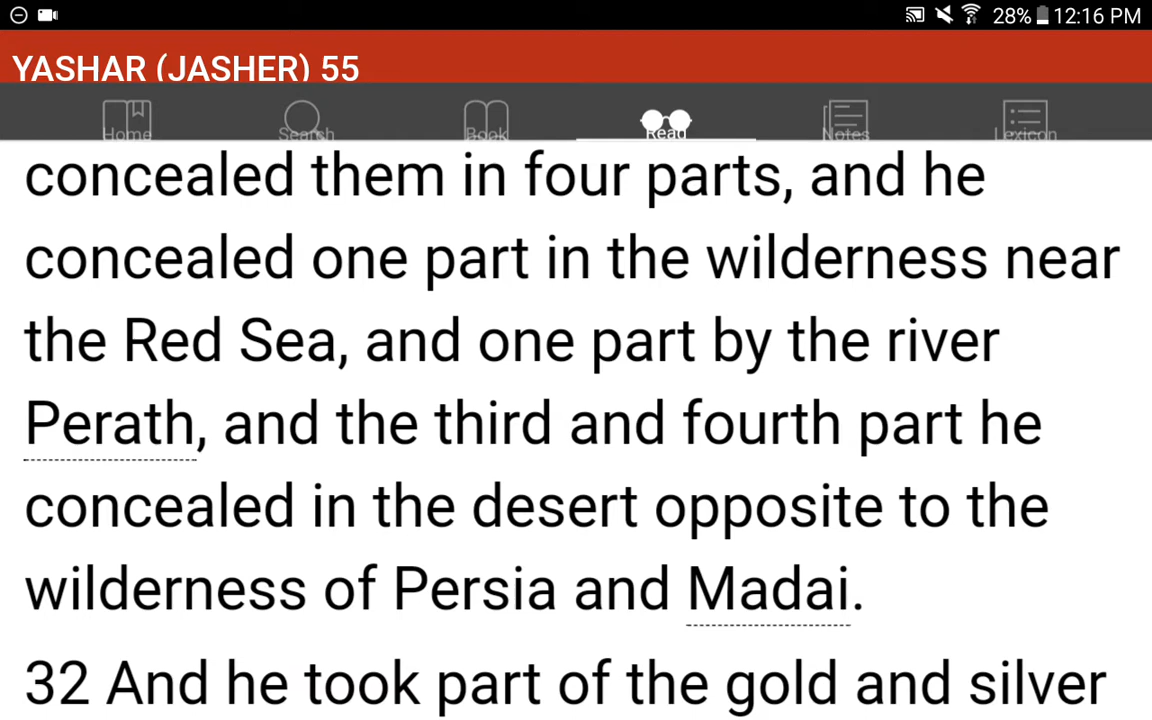 28% 12:16 PM
YASHAR (JASHER) 55
Home Search Book Read Notes Lexicon
concealed them in four parts, and he
concealed one part in the wilderness near
the Red Sea, and one part by the river
Perath, and the third and fourth part he
concealed in the desert opposite to the
wilderness of Persia and Madai.
32 And he took part of the gold and silver